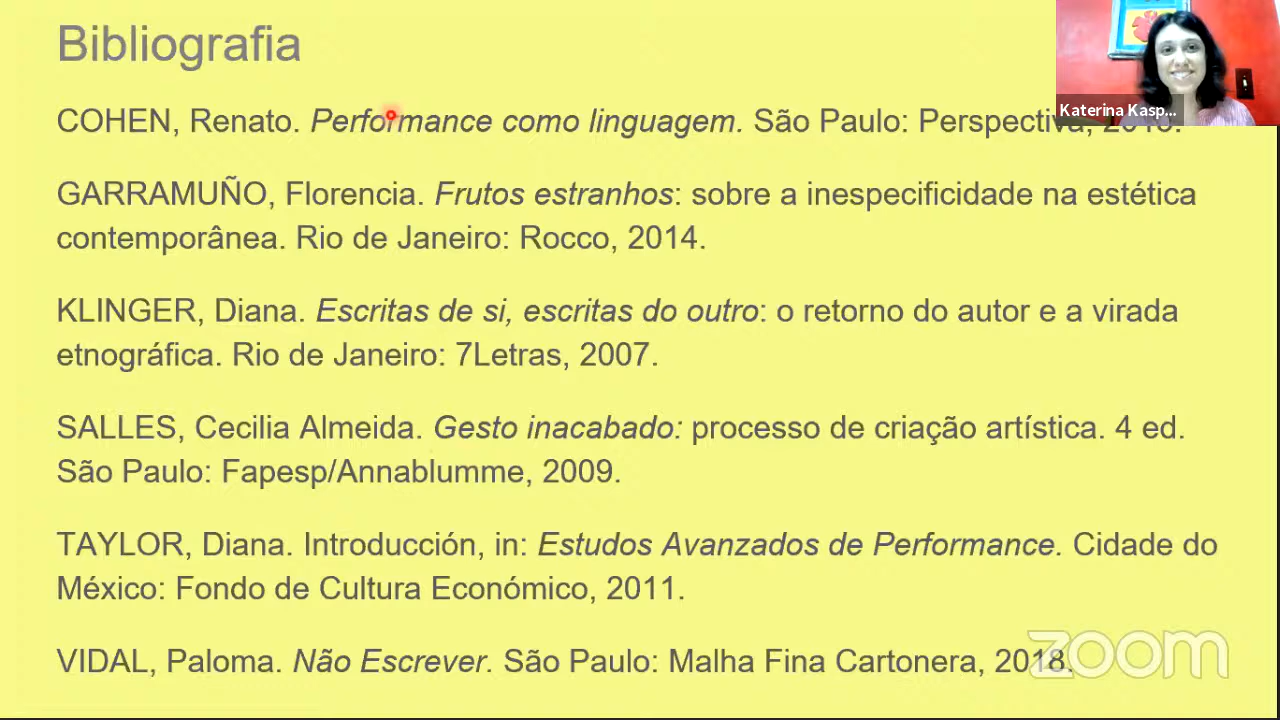 Bibliografia
Katerina Kasp...
COHEN, Renato. Performance como linguagem. São Paulo: Perspectiva,
GARRAMUÑO, Florencia. Frutos estranhos: sobre a inespecificidade na estética
contemporânea. Rio de Janeiro: Rocco, 2014.
KLINGER, Diana. Escritas de si, escritas do outro: o retorno do autor e a virada
etnográfica. Rio de Janeiro: 7Letras, 2007.
SALLES, Cecilia Almeida. Gesto inacabado: processo de criação artística. 4 ed.
São Paulo: Fapesp/Annablumme, 2009.
TAYLOR, Diana. Introducción, in: Estudos Avanzados de Performance. Cidade do
México: Fondo de Cultura Económico, 2011.
VIDAL, Paloma. Não Escrever. São Paulo: Malha Fina Cartonera, 2018.
zoom